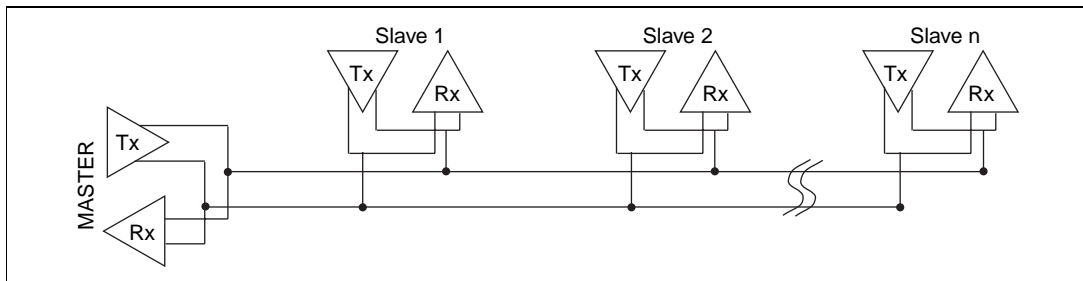 Slave 1
Slave 2
Slave n
Tx
Rx
Tx
Rx
Tx
Rx
MASTER
Tx
Rx